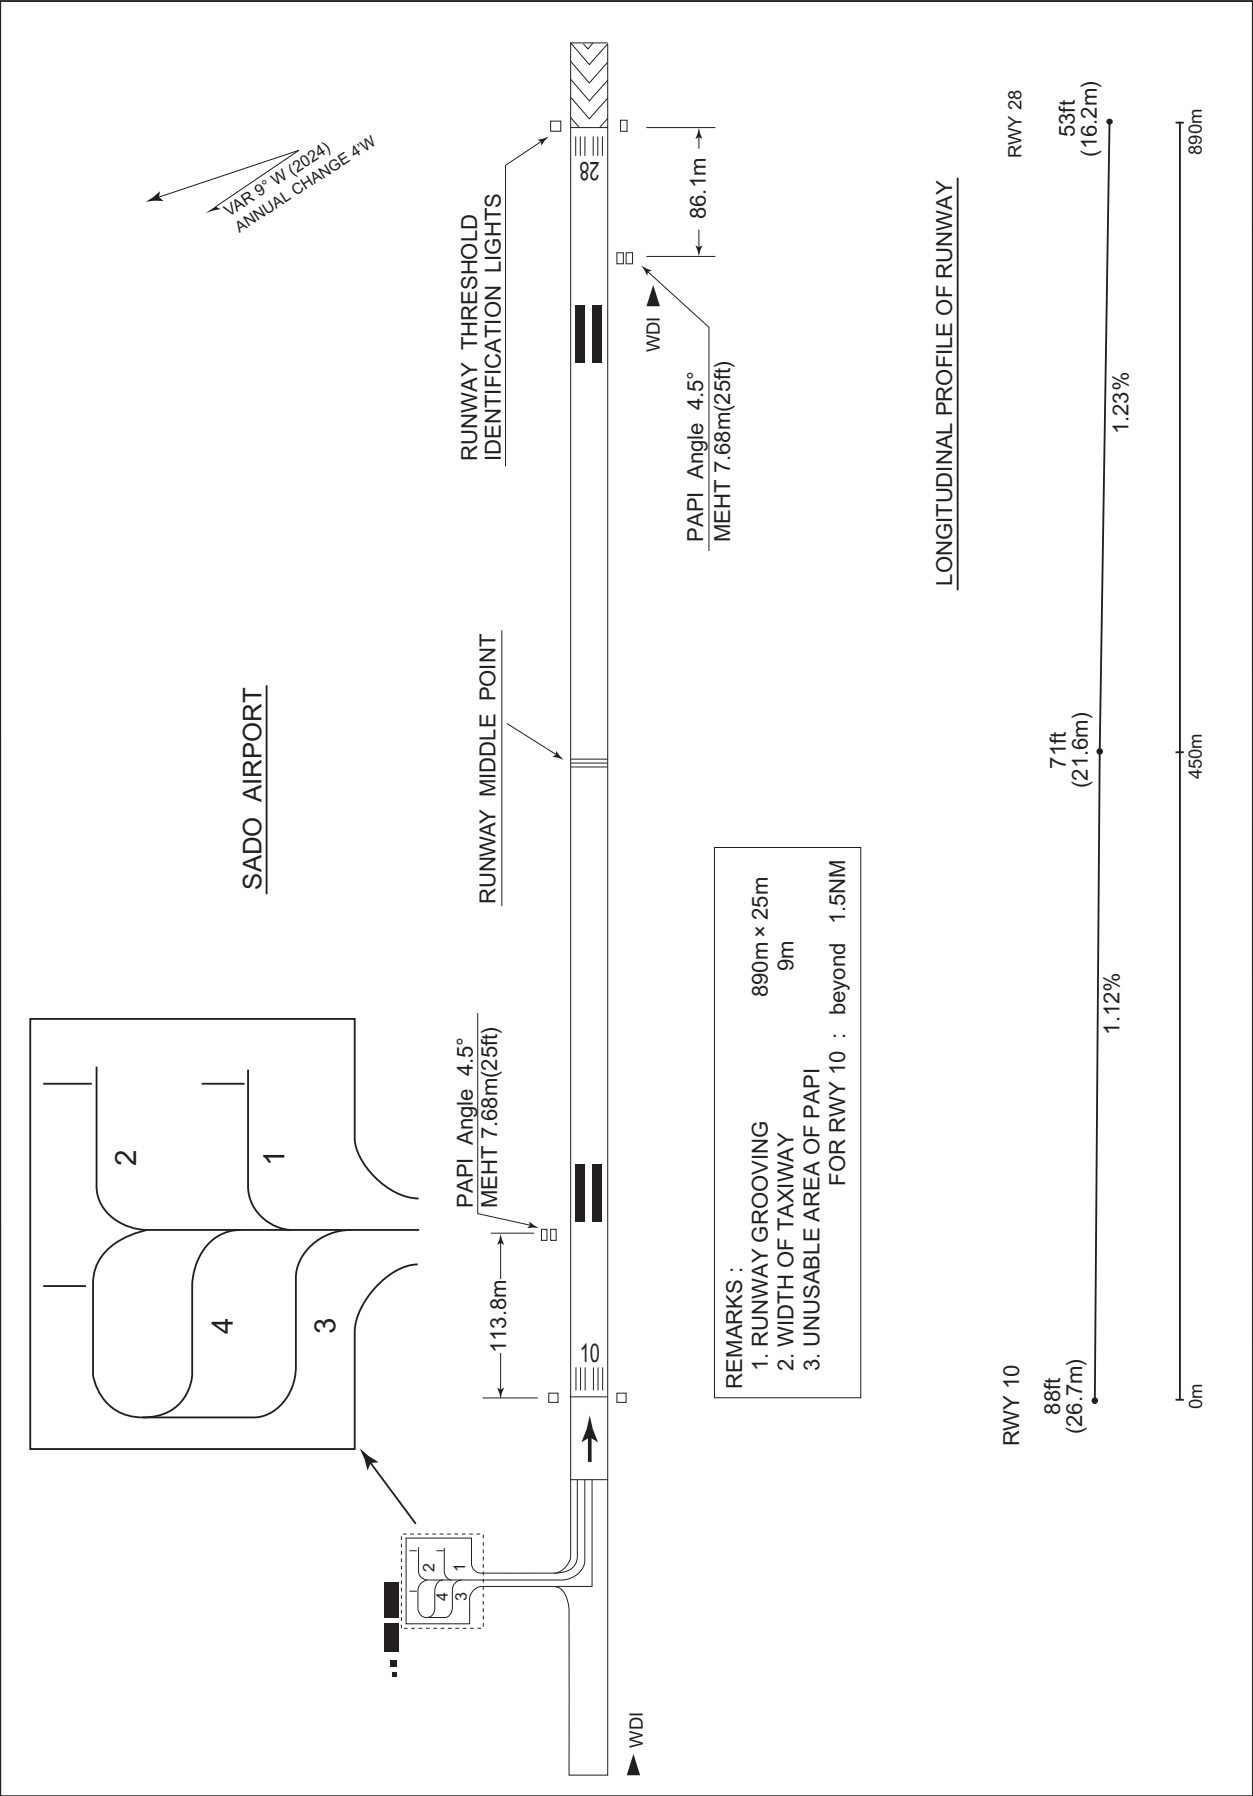 SADO AIRPORT
VAR 9° W (2024)
ANNUAL CHANGE 4'W
2
1
4
3
2
1
4
3
PAPI Angle 4.5°
MEHT 7.68m(25ft)
113.8m
RUNWAY MIDDLE POINT
RUNWAY THRESHOLD
IDENTIFICATION LIGHTS
10
28
86.1m
WDI
WDI
PAPI Angle 4.5°
MEHT 7.68m(25ft)
REMARKS :
1. RUNWAY GROOVING 890m × 25m
2. WIDTH OF TAXIWAY 9m
3. UNUSABLE AREA OF PAPI
FOR RWY 10 : beyond 1.5NM
LONGITUDINAL PROFILE OF RUNWAY
RWY 10
88ft
(26.7m)
71ft
(21.6m)
RWY 28
53ft
(16.2m)
1.12%
1.23%
0m
450m
890m